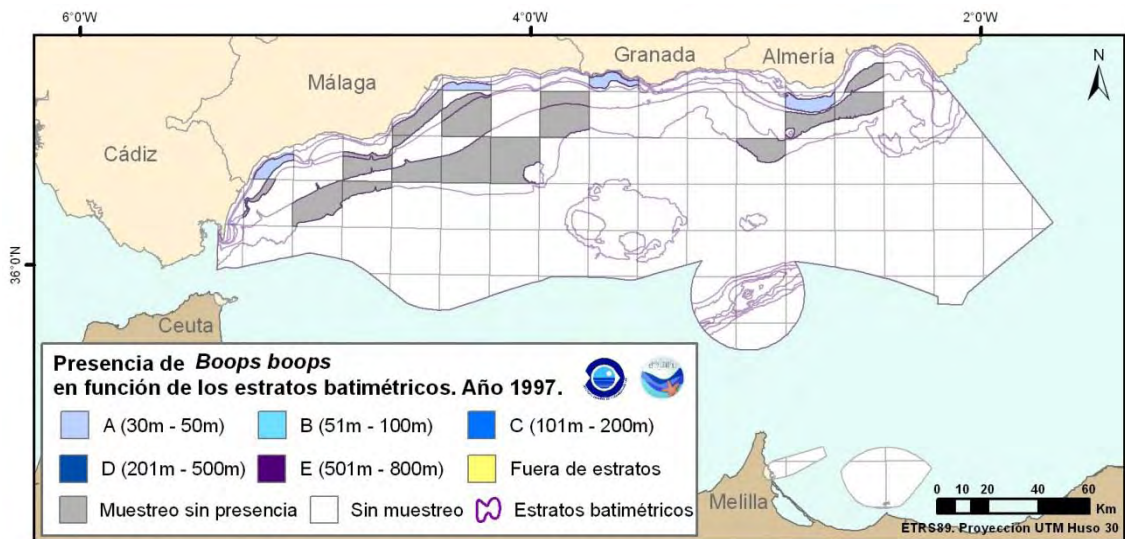 6°0'W 4°0'W 2°0'W
Granada Almería
N
Málaga
Cádiz
36°0'N
Ceuta
Presencia de Boops boops
en función de los estratos batimétricos. Año 1997.
A (30m - 50m) B (51m - 100m) C (101m - 200m)
D (201m - 500m) E (501m - 800m) Fuera de estratos
Muestreo sin presencia Sin muestreo Estratos batimétricos
Melilla
0 10 20 40 60
Km
ETRS89. Proyección UTM Huso 30